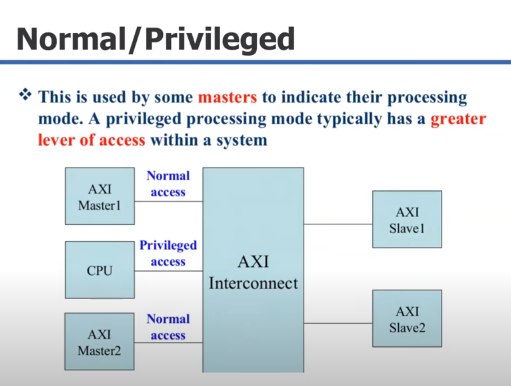 Normal/Privileged
❖ This is used by some masters to indicate their processing
mode. A privileged processing mode typically has a greater
lever of access within a system
Normal
access
AXI
Master1
Privileged
access
CPU
Normal
access
AXI
Master2
AXI
Interconnect
AXI
Slave1
AXI
Slave2